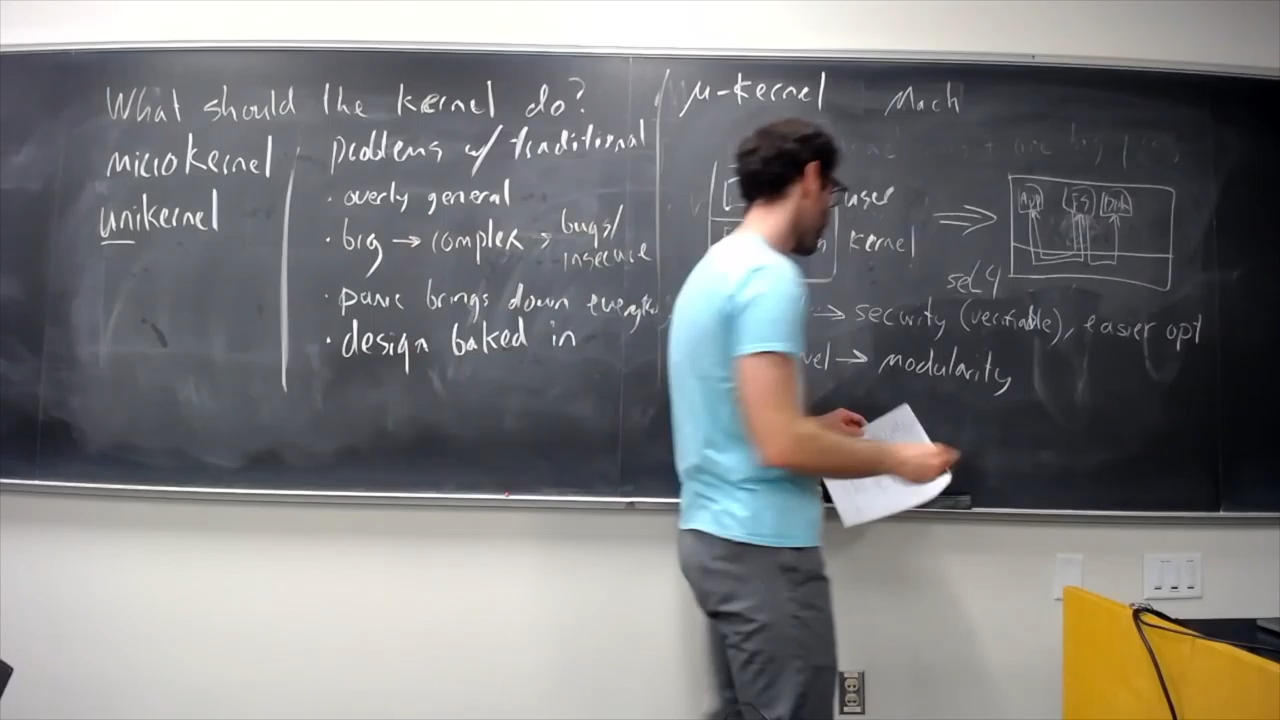 What should the kernel do?
microkernel
unikernel
problems w/ traditional
· overly general
· big → complex → bugs/
insecure
· panic brings down
· design baked in
μ-kernel Mach
user
kernel
App FS Disk
seL4
→ security (verifiable), easier opt
→ modularity